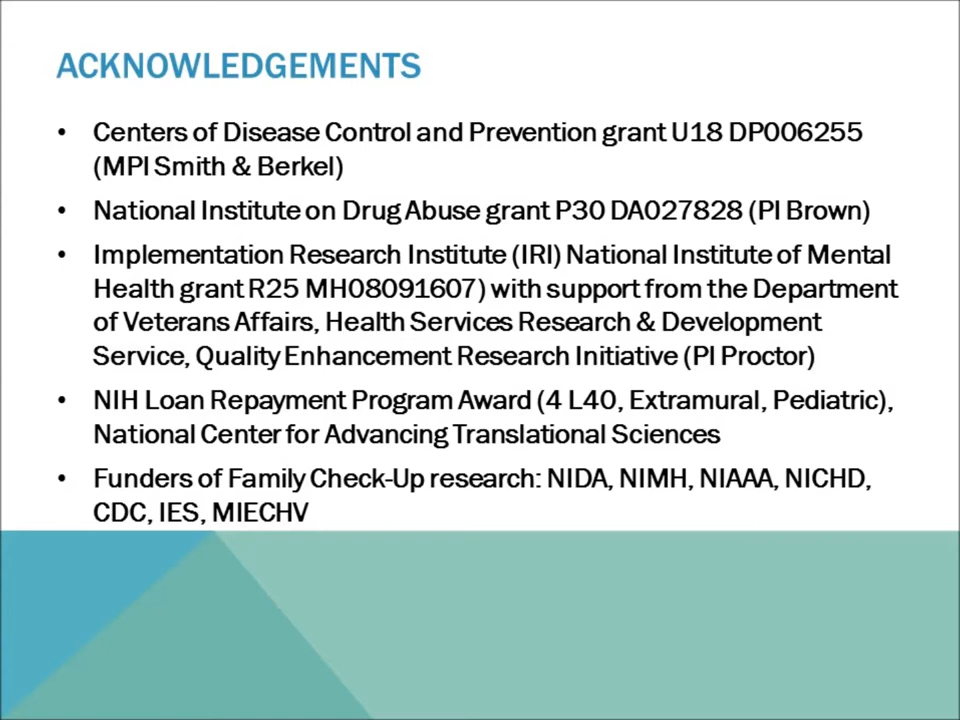 ACKNOWLEDGEMENTS
• Centers of Disease Control and Prevention grant U18 DP006255
(MPI Smith & Berkel)
• National Institute on Drug Abuse grant P30 DA027828 (PI Brown)
• Implementation Research Institute (IRI) National Institute of Mental
Health grant R25 MH08091607) with support from the Department
of Veterans Affairs, Health Services Research & Development
Service, Quality Enhancement Research Initiative (PI Proctor)
• NIH Loan Repayment Program Award (4 L40, Extramural, Pediatric),
National Center for Advancing Translational Sciences
• Funders of Family Check-Up research: NIDA, NIMH, NIAAA, NICHD,
CDC, IES, MIECHV